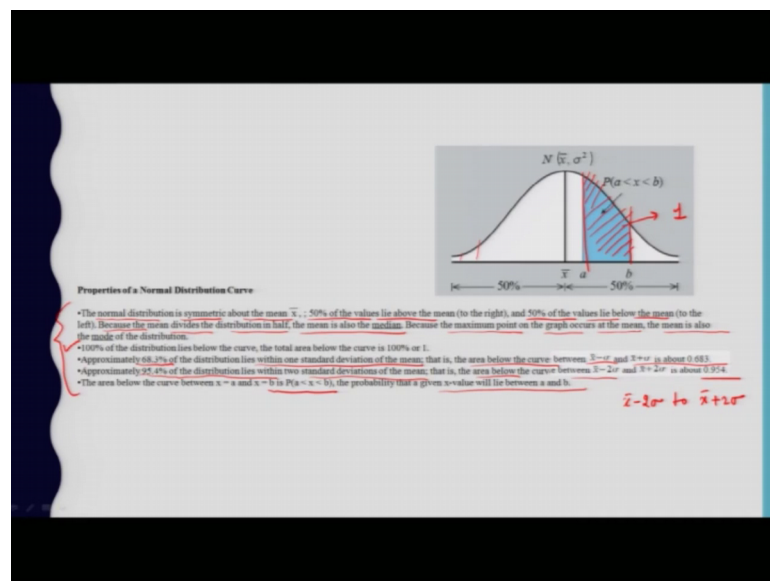 N (x̄, σ²)
P(a < x < b)
1
x̄ a b
50% 50%
Properties of a Normal Distribution Curve
•The normal distribution is symmetric about the mean x̄, ; 50% of the values lie above the mean (to the right), and 50% of the values lie below the mean (to the
left). Because the mean divides the distribution in half, the mean is also the median. Because the maximum point on the graph occurs at the mean, the mean is also
the mode of the distribution.
•100% of the distribution lies below the curve, the total area below the curve is 100% or 1.
•Approximately 68.3% of the distribution lies within one standard deviation of the mean; that is, the area below the curve between x̄−σ and x̄+σ is about 0.683.
•Approximately 95.4% of the distribution lies within two standard deviations of the mean; that is, the area below the curve between x̄−2σ and x̄+2σ is about 0.954.
•The area below the curve between x = a and x = b is P(a < x < b), the probability that a given x-value will lie between a and b.
x̄-2σ to x̄+2σ